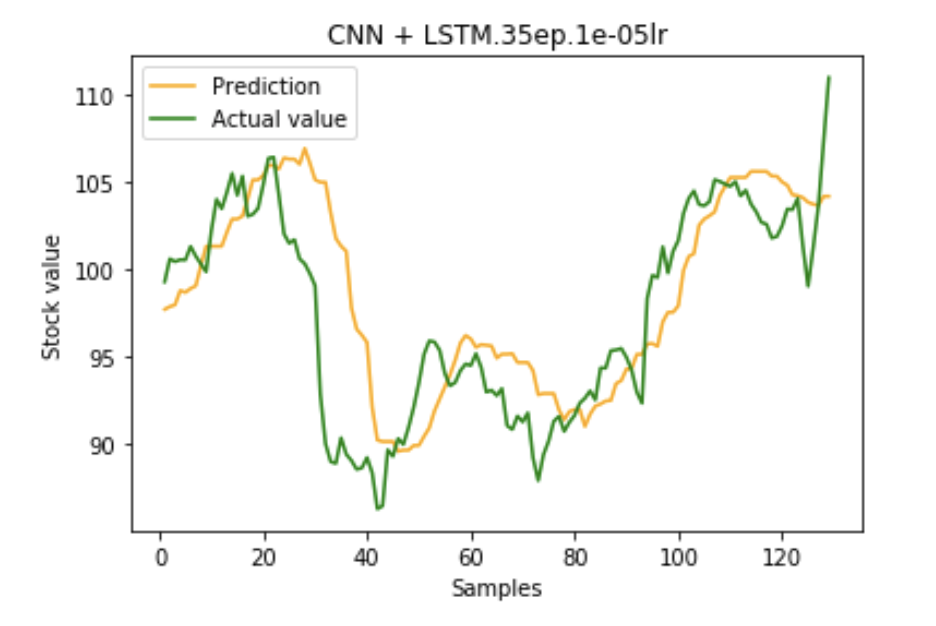 CNN + LSTM.35ep.1e-05lr
Prediction
Actual value
110
105
100
95
90
Stock value
0 20 40 60 80 100 120
Samples